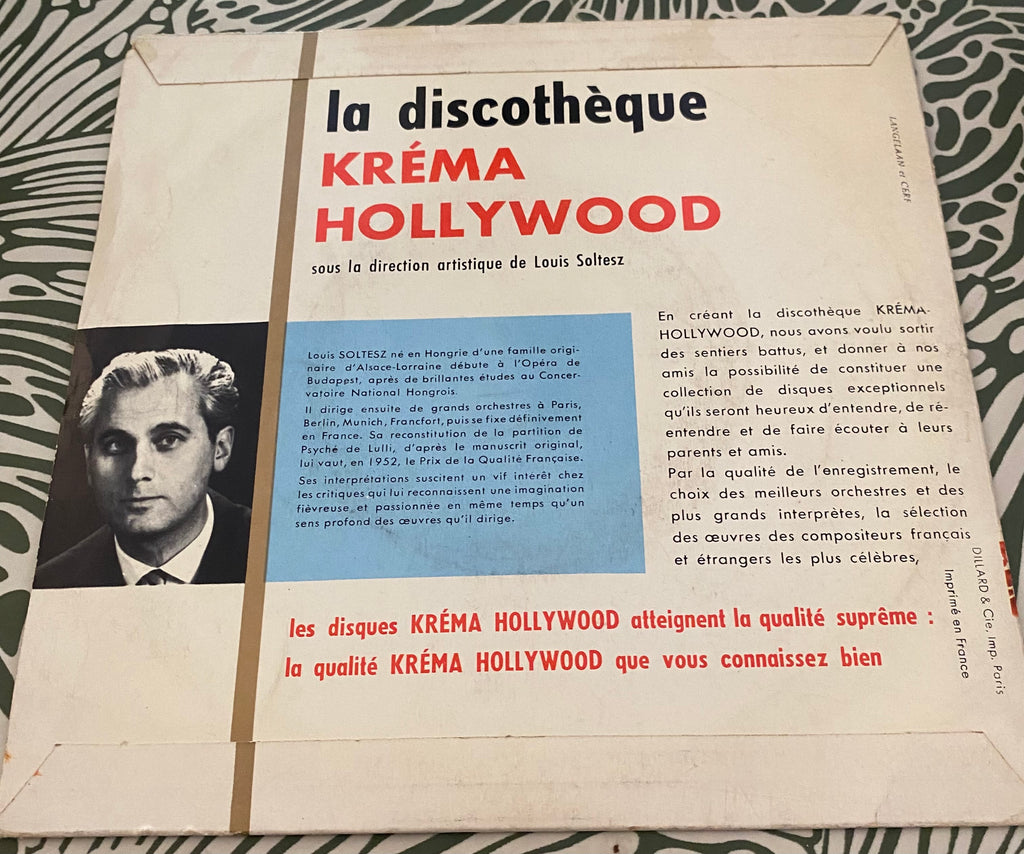 la discothèque
KRÉMA
HOLLYWOOD
sous la direction artistique de Louis Soltesz
LANGELAAN et CERF
Louis SOLTESZ né en Hongrie d'une famille origi-
naire d'Alsace-Lorraine débute à l'Opéra de
Budapest, après de brillantes études au Conser-
vatoire National Hongrois.
Il dirige ensuite de grands orchestres à Paris,
Berlin, Munich, Francfort, puis se fixe définivement
en France. Sa reconstitution de la partition de
Psyché de Lulli, d'après le manuscrit original,
lui vaut, en 1952, le Prix de la Qualité Française.
Ses interprétations suscitent un vif intérêt chez
les critiques qui lui reconnaissent une imagination
fièvreuse et passionnée en même temps qu'un
sens profond des œuvres qu'il dirige.
En créant la discothèque KRÉMA-
HOLLYWOOD, nous avons voulu sortir
des sentiers battus, et donner à nos
amis la possibilité de constituer une
collection de disques exceptionnels
qu'ils seront heureux d'entendre, de ré-
entendre et de faire écouter à leurs
parents et amis.
Par la qualité de l'enregistrement, le
choix des meilleurs orchestres et des
plus grands interprètes, la sélection
des œuvres des compositeurs français
et étrangers les plus célèbres,
les disques KRÉMA HOLLYWOOD atteignent la qualité suprême :
la qualité KRÉMA HOLLYWOOD que vous connaissez bien
DILLARD & Cie. Imp. Paris
Imprimé en France